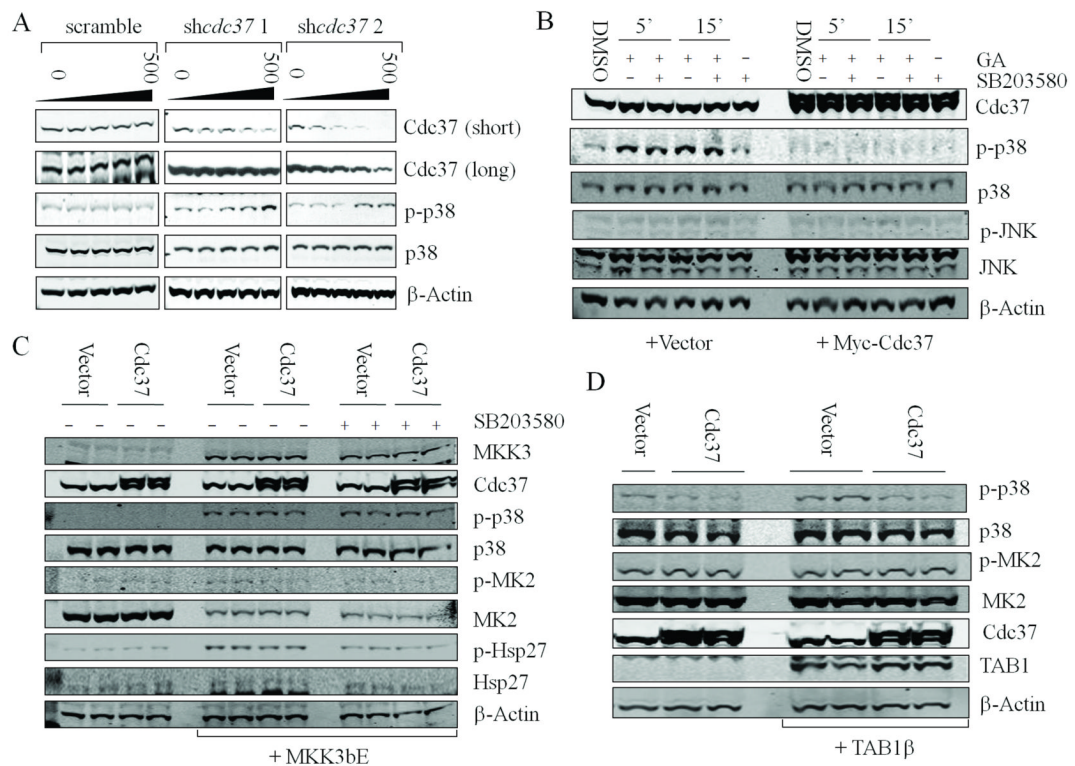 A
scramble shcdc37 1 shcdc37 2
0 500 0 500 0 500
Cdc37 (short)
Cdc37 (long)
p-p38
p38
β-Actin
B
5' 15' 5' 15'
DMSO + + + + - DMSO + + + + - GA
- + - + + - + - + + SB203580
Cdc37
p-p38
p38
p-JNK
JNK
β-Actin
+Vector + Myc-Cdc37
C
Vector Cdc37 Vector Cdc37 Vector Cdc37
- - - - - - - - + + + + SB203580
MKK3
Cdc37
p-p38
p38
p-MK2
MK2
p-Hsp27
Hsp27
β-Actin
+ MKK3bE
D
Vector Cdc37 Vector Cdc37
p-p38
p38
p-MK2
MK2
Cdc37
TAB1
β-Actin
+ TAB1β